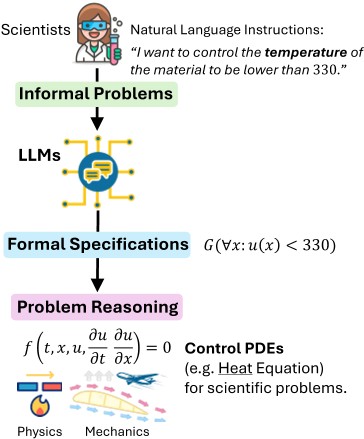 Scientists
Natural Language Instructions:
"I want to control the temperature of
the material to be lower than 330."
Informal Problems
LLMs
Formal Specifications
G(∀x: u(x) < 330)
Problem Reasoning
f(t, x, u, ∂u/∂t ∂u/∂x) = 0
Control PDEs
(e.g. Heat Equation)
for scientific problems.
Physics
Mechanics